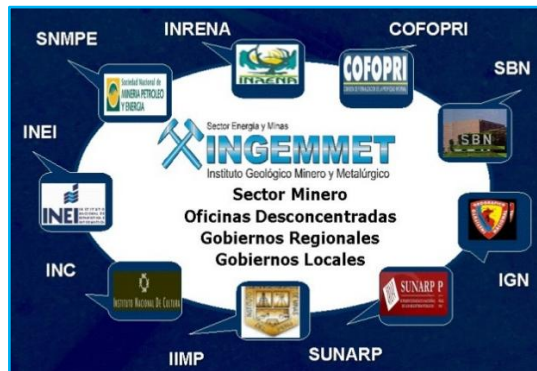 INRENA
COFOPRI
SNMPE
SBN
INRENA
COFOPRI
Sociedad Nacional de
MINERIA PETROLEO
Y ENERGIA
SBN
Sector Energía y Minas
INGEMMET
Instituto Geológico Minero y Metalúrgico
INEI
Sector Minero
Oficinas Desconcentradas
Gobiernos Regionales
Gobiernos Locales
INEI
INC
INSTITUTO NACIONAL DE CULTURA
SUNARP P
IGN
IIMP
SUNARP